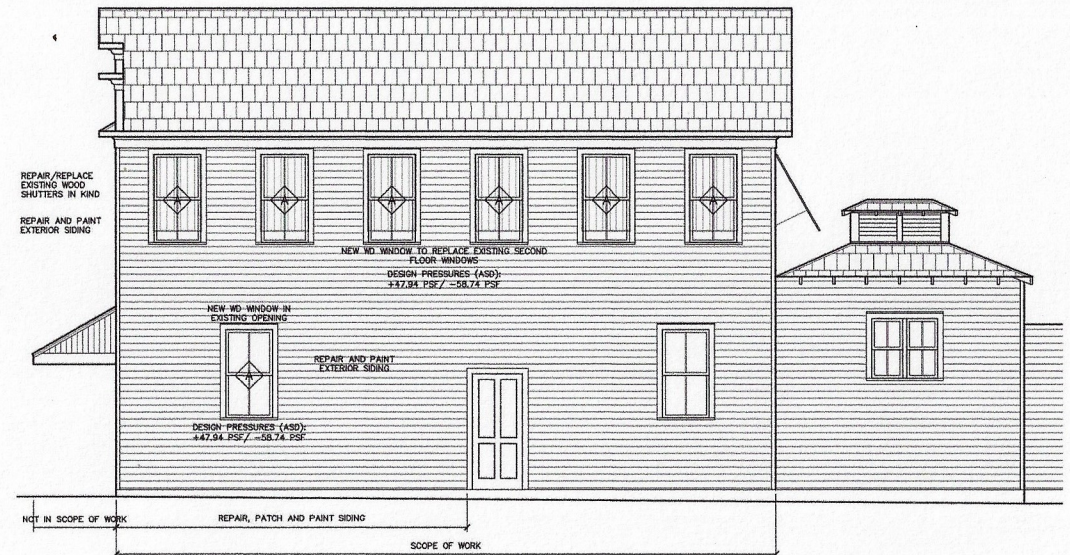 REPAIR/REPLACE
EXISTING WOOD
SHUTTERS IN KIND
REPAIR AND PAINT
EXTERIOR SIDING
A A A A A A
NEW WD WINDOW TO REPLACE EXISTING SECOND
FLOOR WINDOWS
DESIGN PRESSURES (ASD):
+47.94 PSF/ -58.74 PSF
NEW WD WINDOW IN
EXISTING OPENING
A
REPAIR AND PAINT
EXTERIOR SIDING
DESIGN PRESSURES (ASD):
+47.94 PSF/ -58.74 PSF
NOT IN SCOPE OF WORK
REPAIR, PATCH AND PAINT SIDING
SCOPE OF WORK